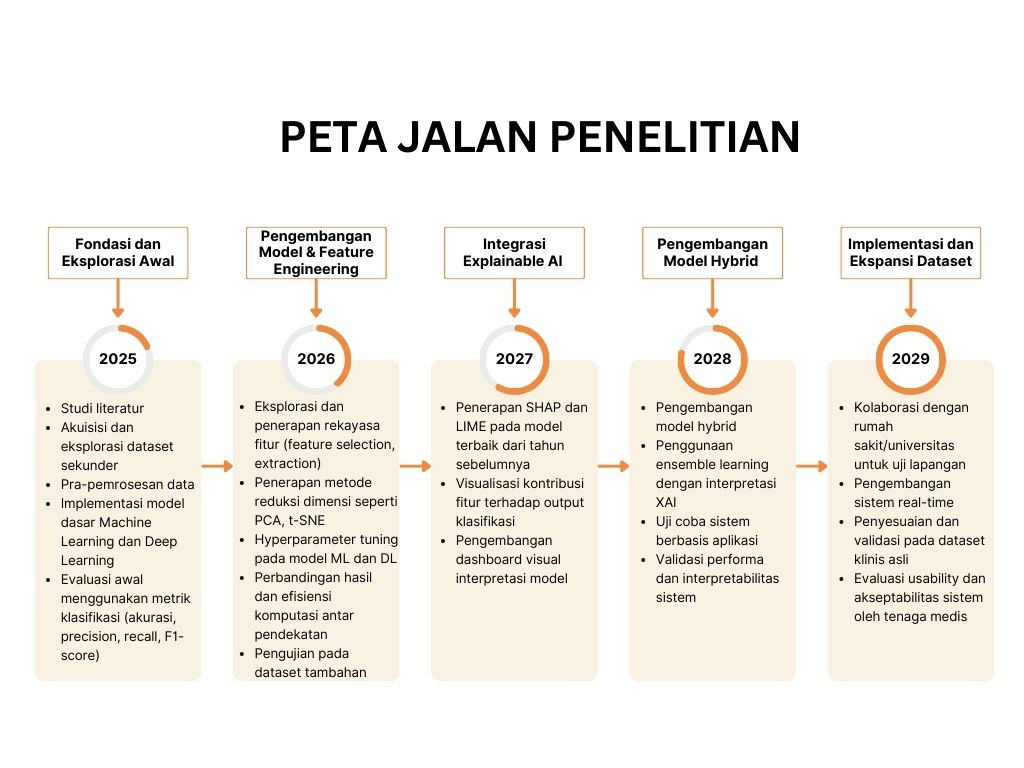 PETA JALAN PENELITIAN
Fondasi dan
Eksplorasi Awal
Pengembangan
Model & Feature
Engineering
Integrasi
Explainable AI
Pengembangan
Model Hybrid
Implementasi dan
Ekspansi Dataset
2025
2026
2027
2028
2029
• Studi literatur
• Akuisisi dan
eksplorasi dataset
sekunder
• Pra-pemrosesan data
• Implementasi model
dasar Machine
Learning dan Deep
Learning
• Evaluasi awal
menggunakan metrik
klasifikasi (akurasi,
precision, recall, F1-
score)
• Eksplorasi dan
penerapan rekayasa
fitur (feature selection,
extraction)
• Penerapan metode
reduksi dimensi seperti
PCA, t-SNE
• Hyperparameter tuning
pada model ML dan DL
• Perbandingan hasil
dan efisiensi
komputasi antar
pendekatan
• Pengujian pada
dataset tambahan
• Penerapan SHAP dan
LIME pada model
terbaik dari tahun
sebelumnya
• Visualisasi kontribusi
fitur terhadap output
klasifikasi
• Pengembangan
dashboard visual
interpretasi model
• Pengembangan
model hybrid
• Penggunaan
ensemble learning
dengan interpretasi
XAI
• Uji coba sistem
berbasis aplikasi
• Validasi performa
dan interpretabilitas
sistem
• Kolaborasi dengan
rumah
sakit/universitas
untuk uji lapangan
• Pengembangan
sistem real-time
• Penyesuaian dan
validasi pada dataset
klinis asli
• Evaluasi usability dan
akseptabilitas sistem
oleh tenaga medis